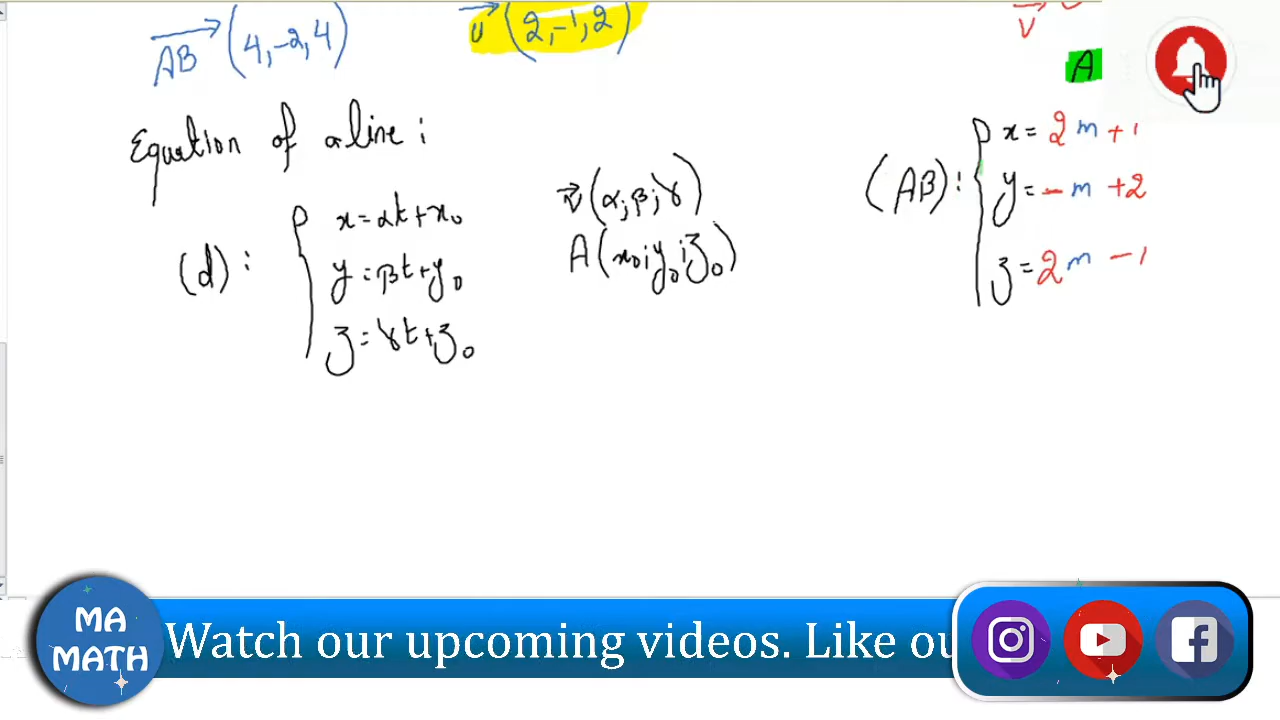 AB (4,-2,4)
u (2,-1,2)
A
Equation of a line :
(d) :
x = αt + x₀
y = βt + y₀
z = γt + z₀
v (α; β; γ)
A (x₀; y₀; z₀)
(AB) :
x = 2m + 1
y = -m + 2
z = 2m - 1
MA
MATH
Watch our upcoming videos. Like ou